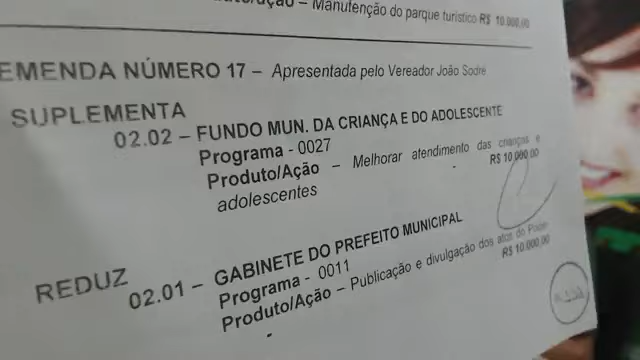 – Manutenção do parque turístico R$ 10.000,00
EMENDA NÚMERO 17 – Apresentada pelo Vereador João Sodré
SUPLEMENTA
02.02 – FUNDO MUN. DA CRIANÇA E DO ADOLESCENTE
Programa - 0027
Produto/Ação – Melhorar atendimento das crianças e
adolescentes R$ 10.000,00
REDUZ
02.01 – GABINETE DO PREFEITO MUNICIPAL
Programa - 0011
Produto/Ação – Publicação e divulgação dos atos do Poder
R$ 10.000,00